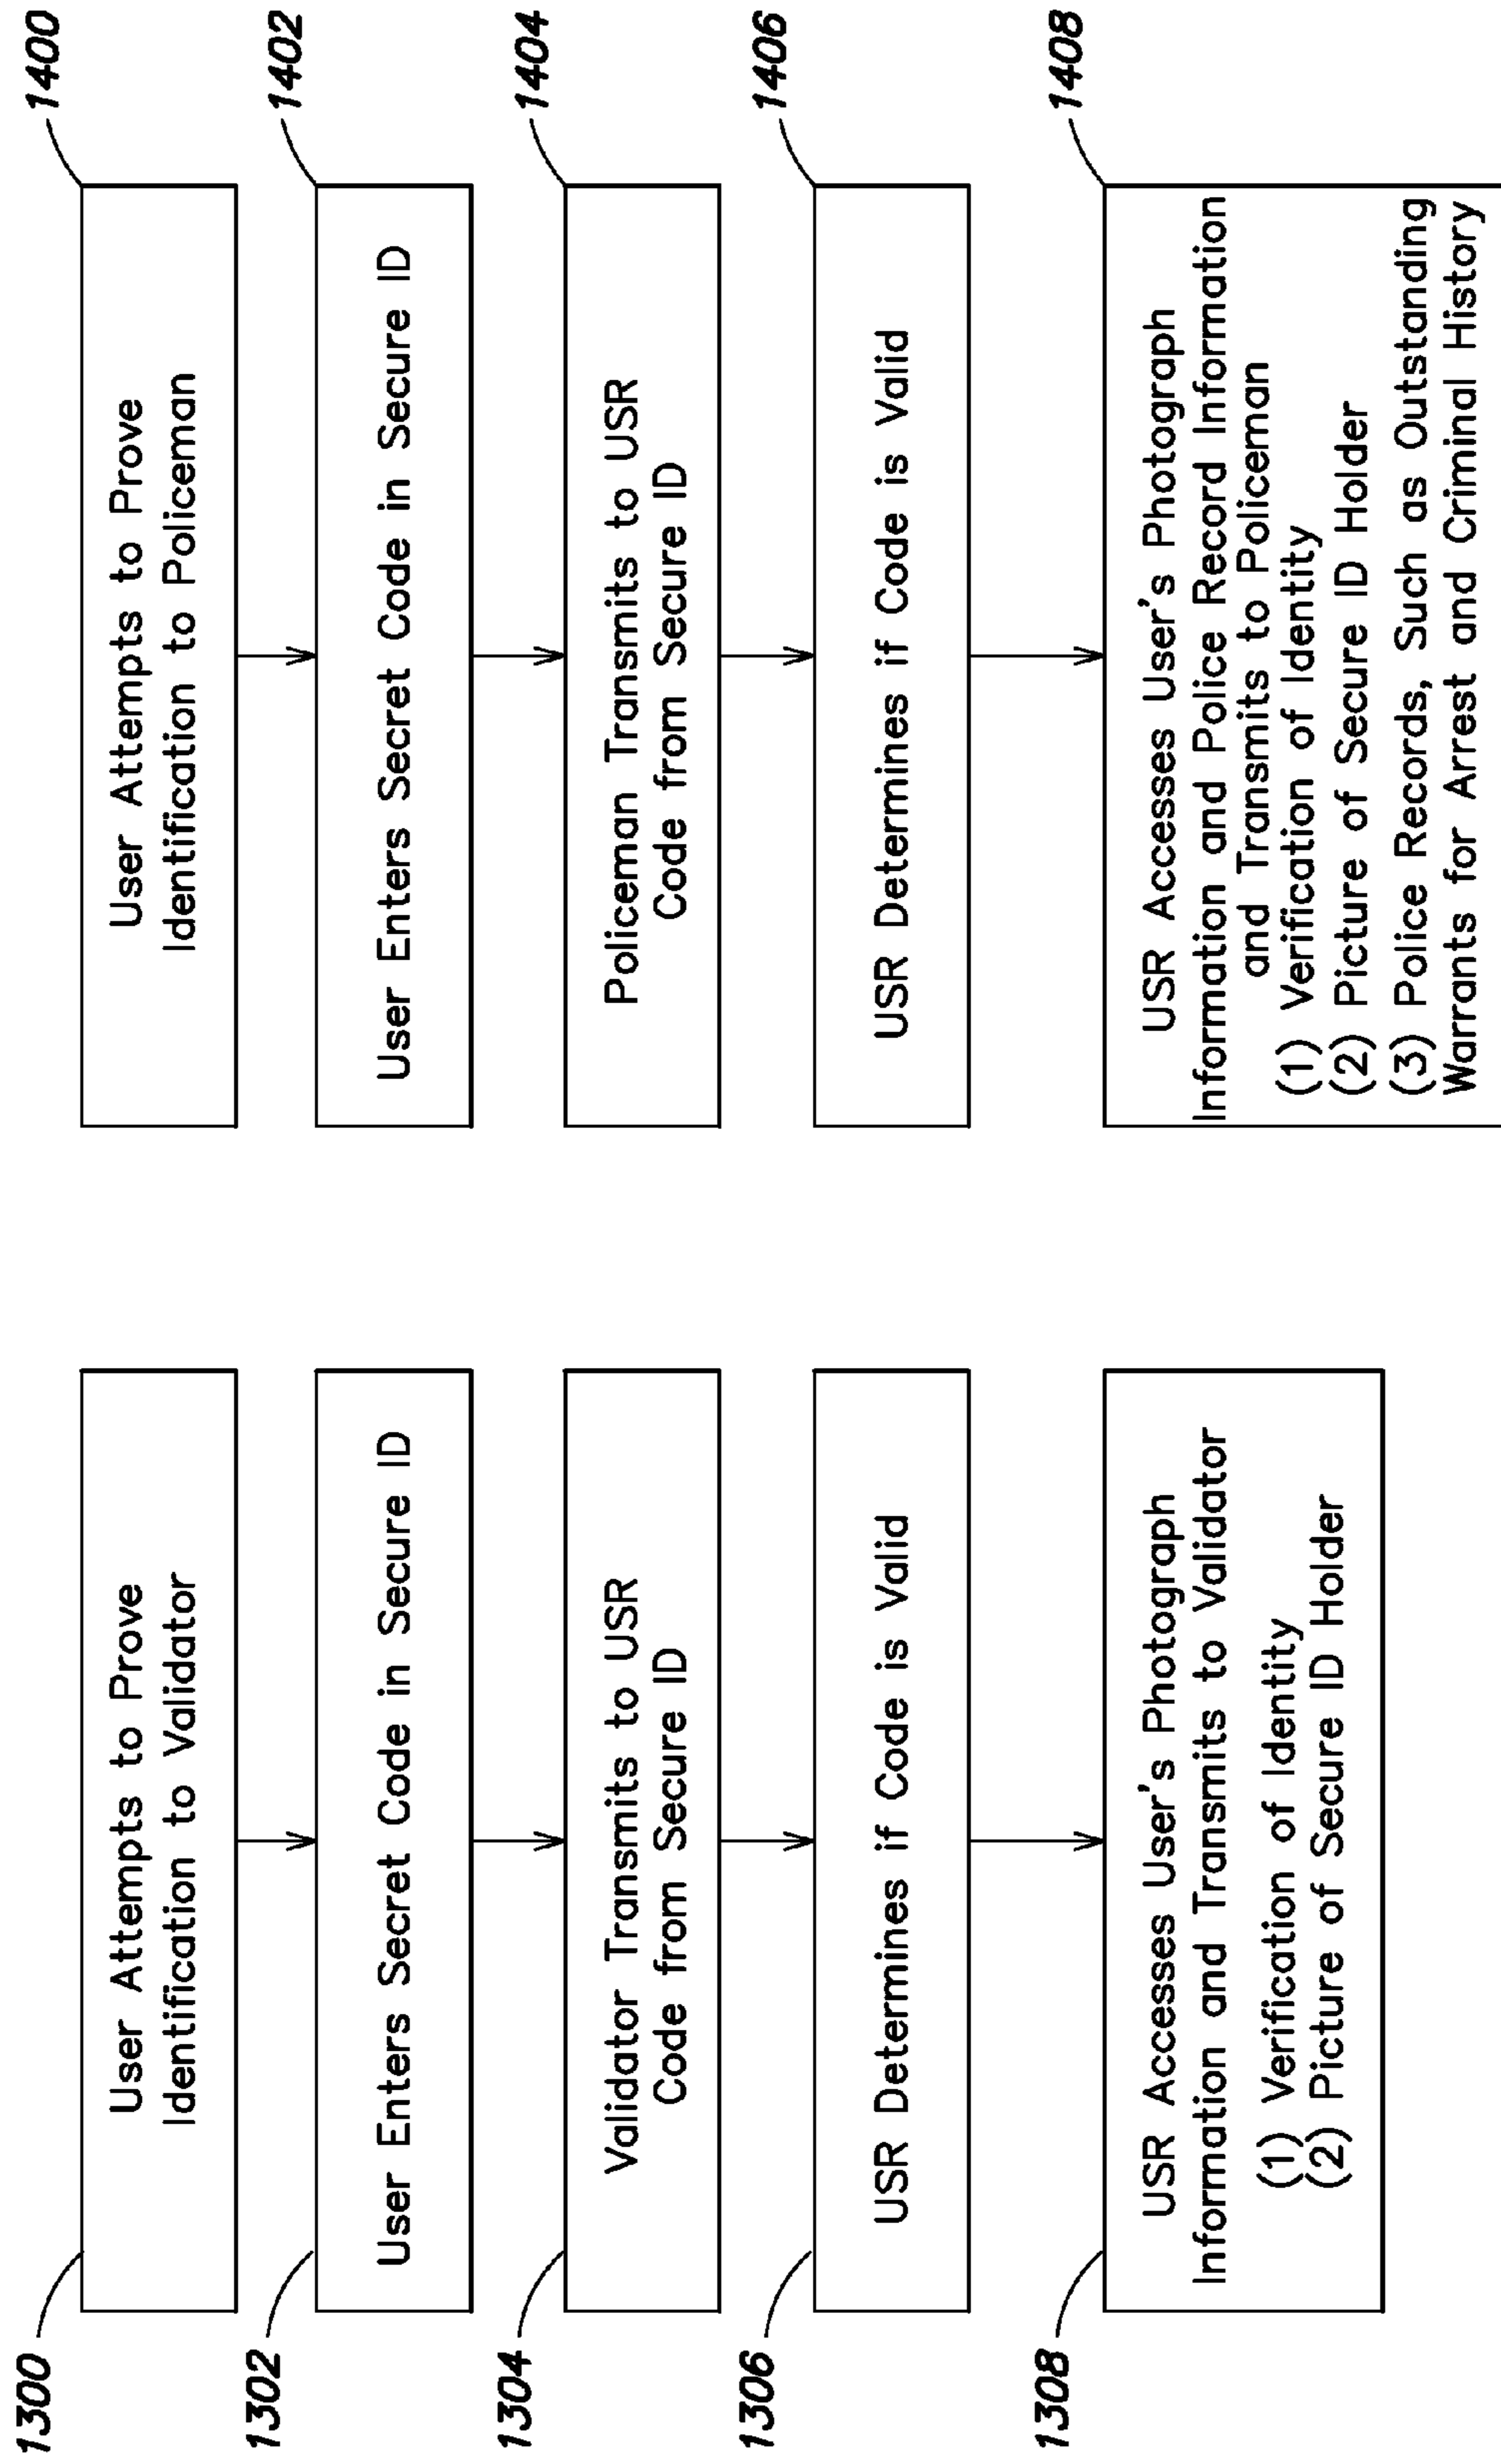 1300
User Attempts to Prove
Identification to Validator
1302
User Enters Secret Code in Secure ID
1304
Validator Transmits to USR
Code from Secure ID
1306
USR Determines if Code is Valid
1308
USR Accesses User's Photograph
Information and Transmits to Validator
(1) Verification of Identity
(2) Picture of Secure ID Holder
1400
User Attempts to Prove
Identification to Policeman
1402
User Enters Secret Code in Secure ID
1404
Policeman Transmits to USR
Code from Secure ID
1406
USR Determines if Code is Valid
1408
USR Accesses User's Photograph
Information and Police Record Information
and Transmits to Policeman
(1) Verification of Identity
(2) Picture of Secure ID Holder
(3) Police Records, Such as Outstanding
Warrants for Arrest and Criminal History